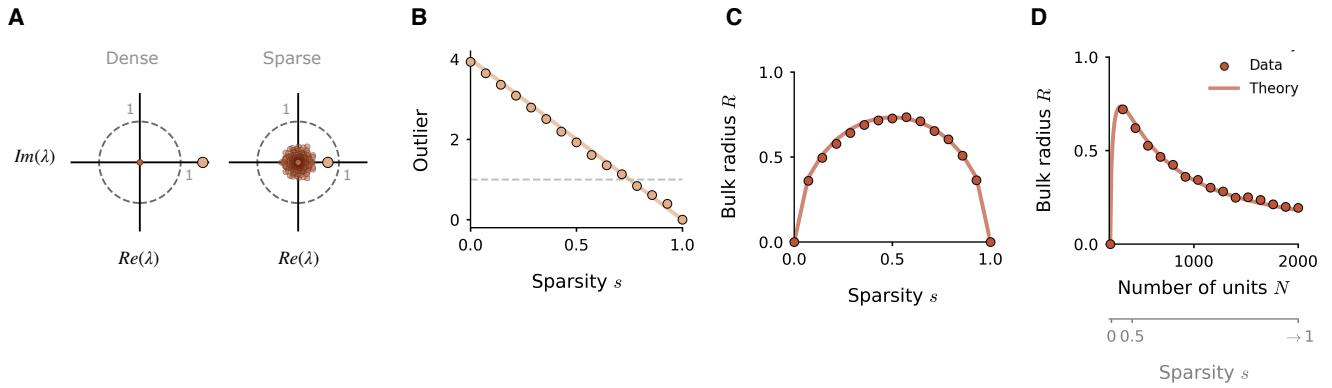 A
Dense
Sparse
1
1
Im(λ)
1
1
Re(λ)
Re(λ)
B
Outlier
4
2
0
0.0
0.5
1.0
Sparsity s
C
Bulk radius R
1.0
0.5
0.0
0.0
0.5
1.0
Sparsity s
D
Bulk radius R
1.0
0.5
0.0
Data
Theory
1000
2000
Number of units N
0 0.5
→1
Sparsity s